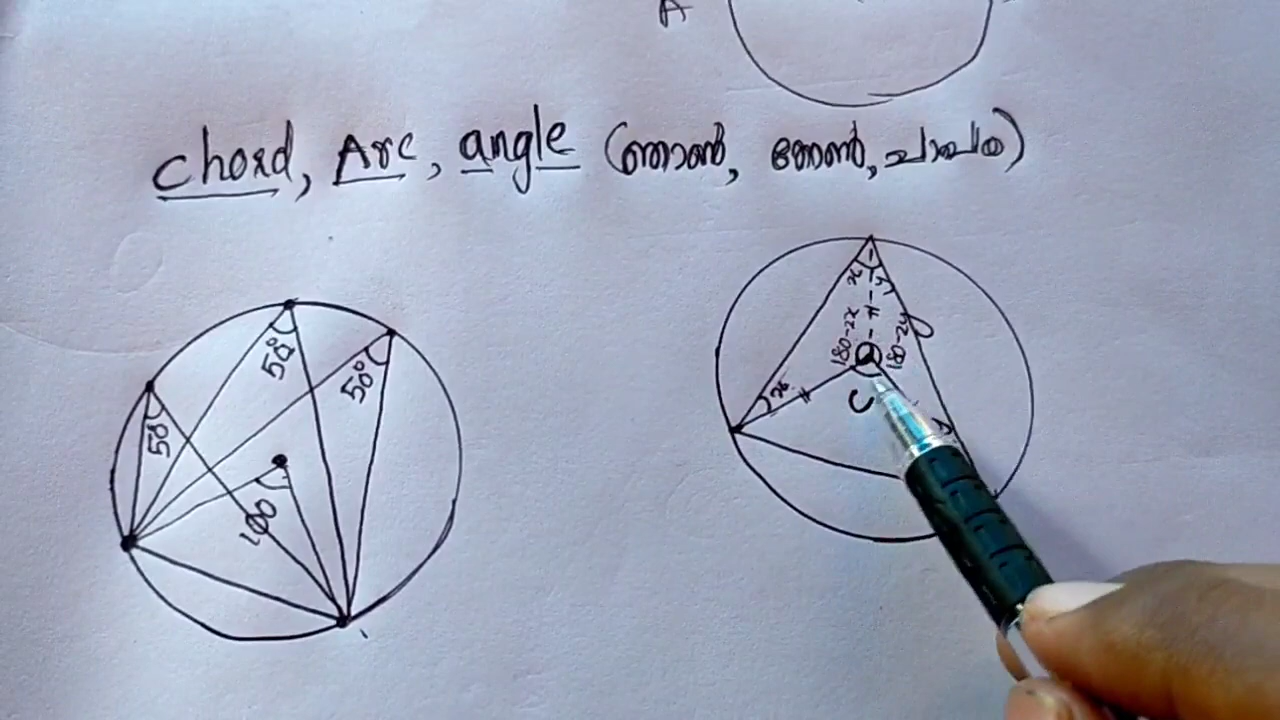 A
chord, Arc, angle (ഞാൺ, കോൺ, ചാപം)
50°
50°
50
100
x y
180-2x 180-2y
x
C
y